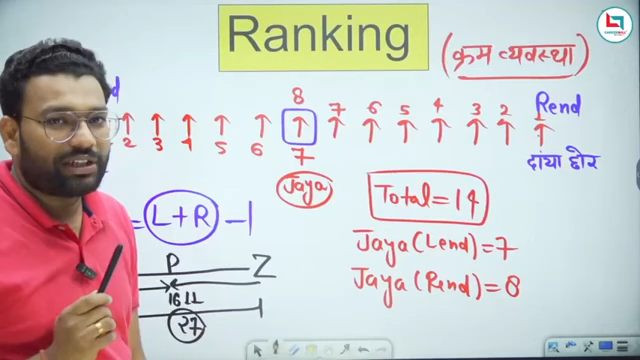 Ranking
(क्रम व्यवस्था)
8 7 6 5 4 3 2 1
Rend
2 3 4 5 6 7
दांया छोर
Jaya
Total = 14
= L+R -1
Jaya (Lend) = 7
Jaya (Rend) = 8
P Z
16 11
27